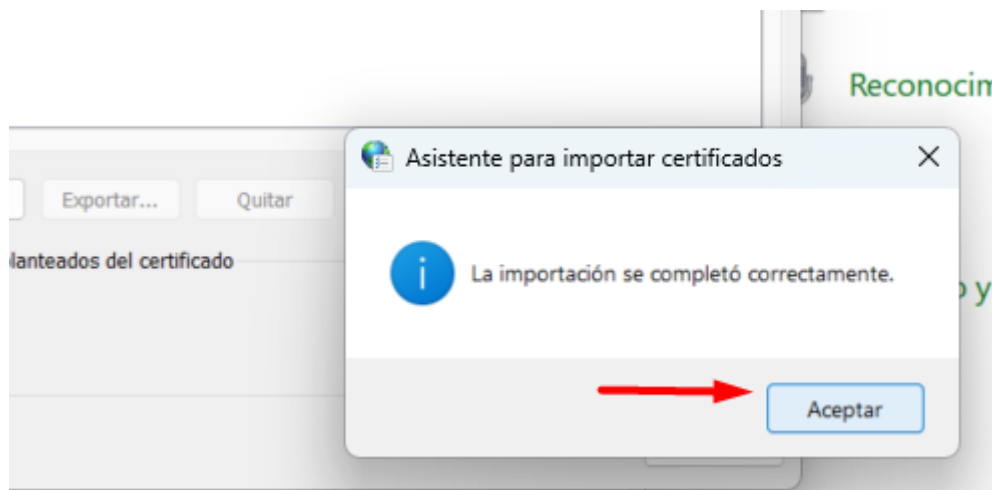 Reconocim
Asistente para importar certificados
Exportar...
Quitar
lanteados del certificado
La importación se completó correctamente.
y
Aceptar